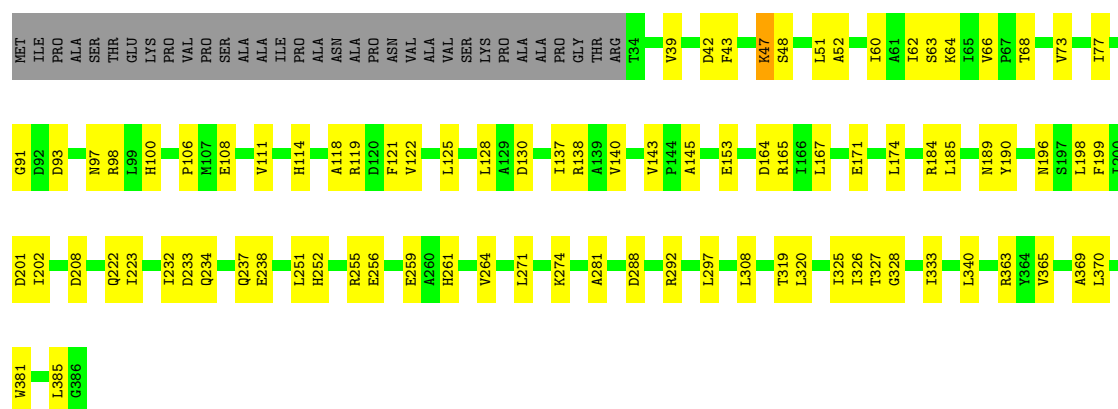 MET ILE PRO ALA SER THR GLU LYS PRO VAL PRO SER ALA ALA ILE PRO ALA ASN ALA PRO ASN VAL ALA VAL SER LYS PRO ALA ALA PRO GLY THR ARG T34 V39 D42 F43 K47 S48 L51 A52 I60 A61 I62 S63 K64 I65 V66 P67 T68 V73 I77
G91 D92 D93 N97 R98 L99 H100 P106 M107 E108 V111 H114 A118 R119 D120 F121 V122 L125 L128 A129 D130 I137 R138 A139 V140 V143 P144 A145 E153 D164 R165 I166 L167 E171 L174 R184 L185 N189 Y190 N196 S197 L198 F199
D201 I202 D208 Q222 I223 I232 D233 Q234 Q237 E238 L251 H252 R255 E256 E259 A260 H261 V264 L271 K274 A281 D288 R292 L297 L308 T319 L320 I325 I326 T327 G328 I333 L340 R363 Y364 V365 A369 L370
W381 L385 G386